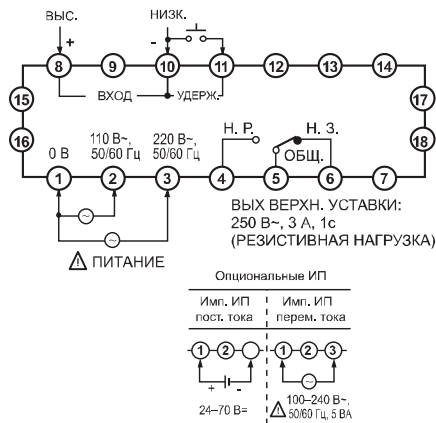 ВЫС.
НИЗК.
+
-
8 9 10 11 12 13 14
ВХОД
УДЕРЖ.
15
17
16
18
0 В
110 В~,
50/60 Гц
220 В~,
50/60 Гц
Н. Р.
Н. З.
ОБЩ.
1 2 3 4 5 6 7
ПИТАНИЕ
ВЫХ ВЕРХН. УСТАВКИ:
250 В~, 3 А, 1с
(РЕЗИСТИВНАЯ НАГРУЗКА)
Опциональные ИП
Имп. ИП
пост. тока
Имп. ИП
перем. тока
1 2
1 2 3
+ -
24–70 В=
100–240 В~,
50/60 Гц, 5 ВА